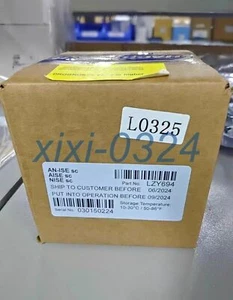 L0325
xixi-0324
AN-ISE sc
AISE sc
NISE sc
Part No: LZY694
SHIP TO CUSTOMER BEFORE 06/2024
PUT INTO OPERATION BEFORE 09/2024
Serial No: 030150224
Storage Temperature